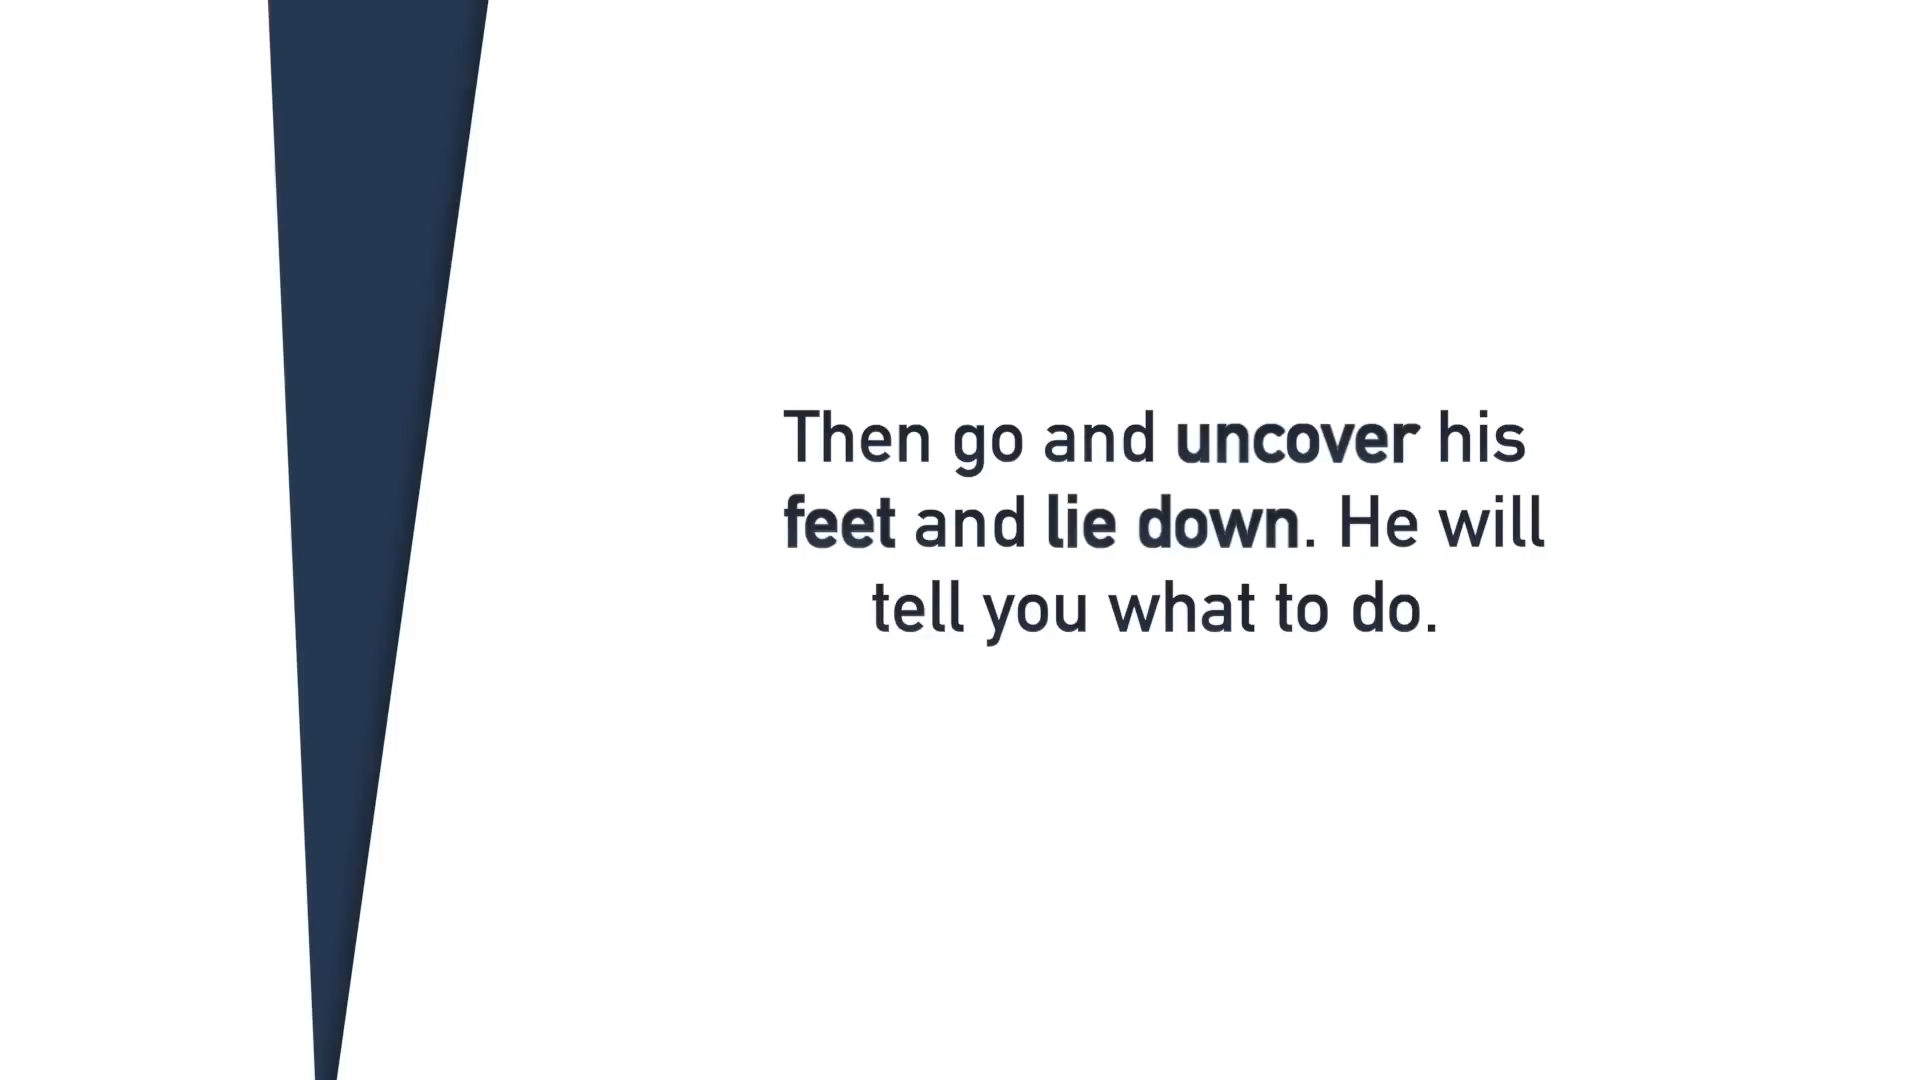 Then go and uncover his
feet and lie down. He will
tell you what to do.